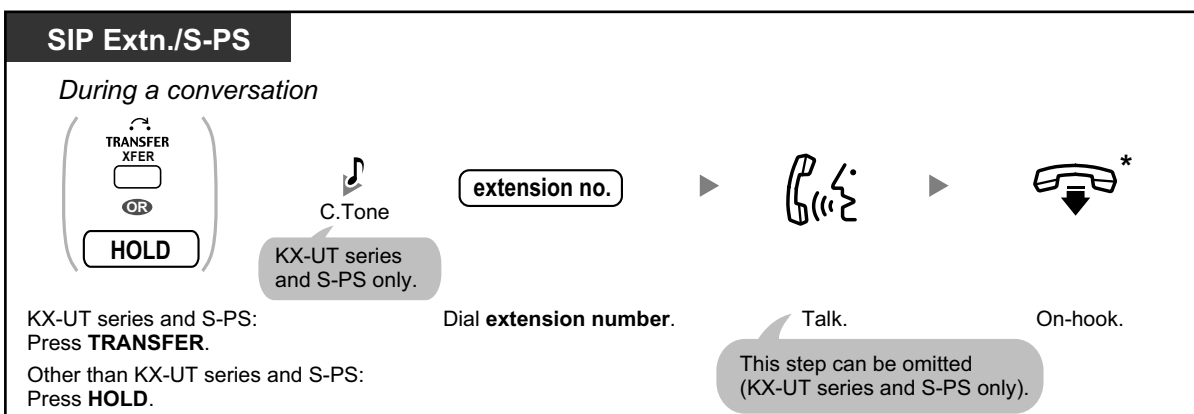 SIP Extn./S-PS
During a conversation
TRANSFER
XFER
OR
HOLD
C.Tone
KX-UT series
and S-PS only.
extension no.
*
KX-UT series and S-PS:
Press TRANSFER.
Other than KX-UT series and S-PS:
Press HOLD.
Dial extension number.
Talk.
This step can be omitted
(KX-UT series and S-PS only).
On-hook.